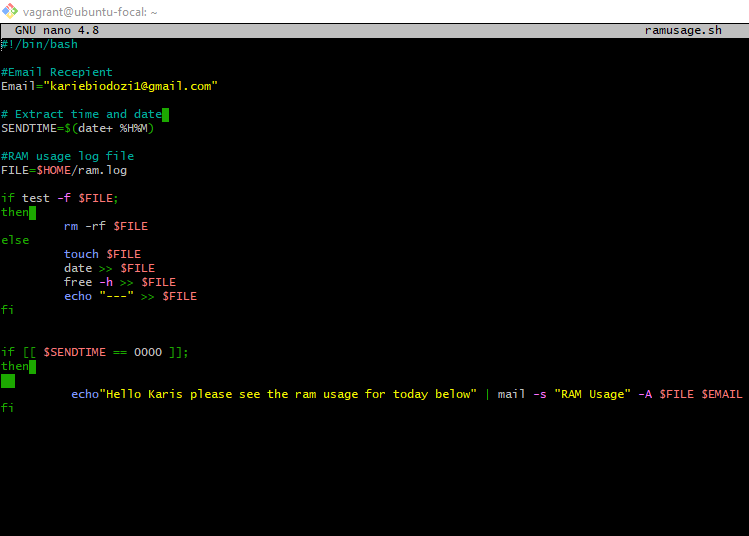 vagrant@ubuntu-focal: ~
GNU nano 4.8 ramusage.sh
#!/bin/bash
#Email Recepient
Email="kariebiodozi1@gmail.com"
# Extract time and date
SENDTIME=$(date+ %H%M)
#RAM usage log file
FILE=$HOME/ram.log
if test -f $FILE;
then
rm -rf $FILE
else
touch $FILE
date >> $FILE
free -h >> $FILE
echo "---" >> $FILE
fi
if [[ $SENDTIME == OOOO ]];
then
echo"Hello Karis please see the ram usage for today below" | mail -s "RAM Usage" -A $FILE $EMAIL
fi